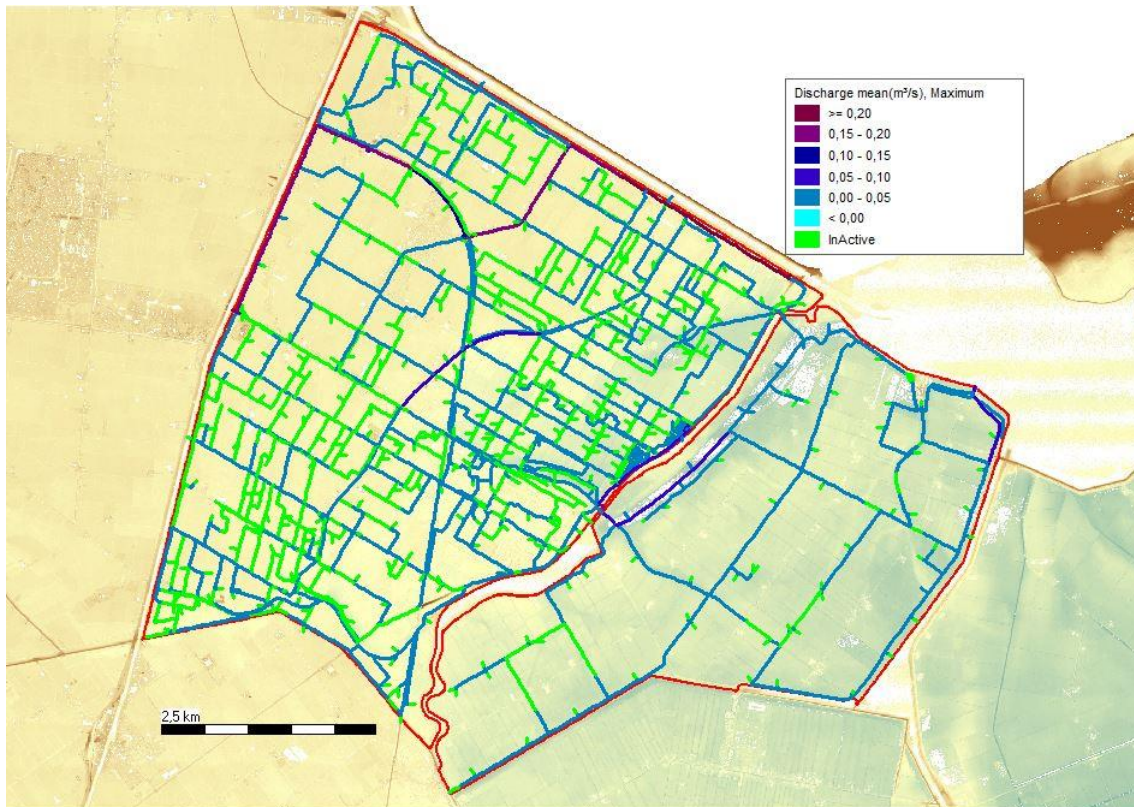 Discharge mean(m³/s), Maximum
>= 0,20
0,15 - 0,20
0,10 - 0,15
0,05 - 0,10
0,00 - 0,05
< 0,00
InActive
2,5 km